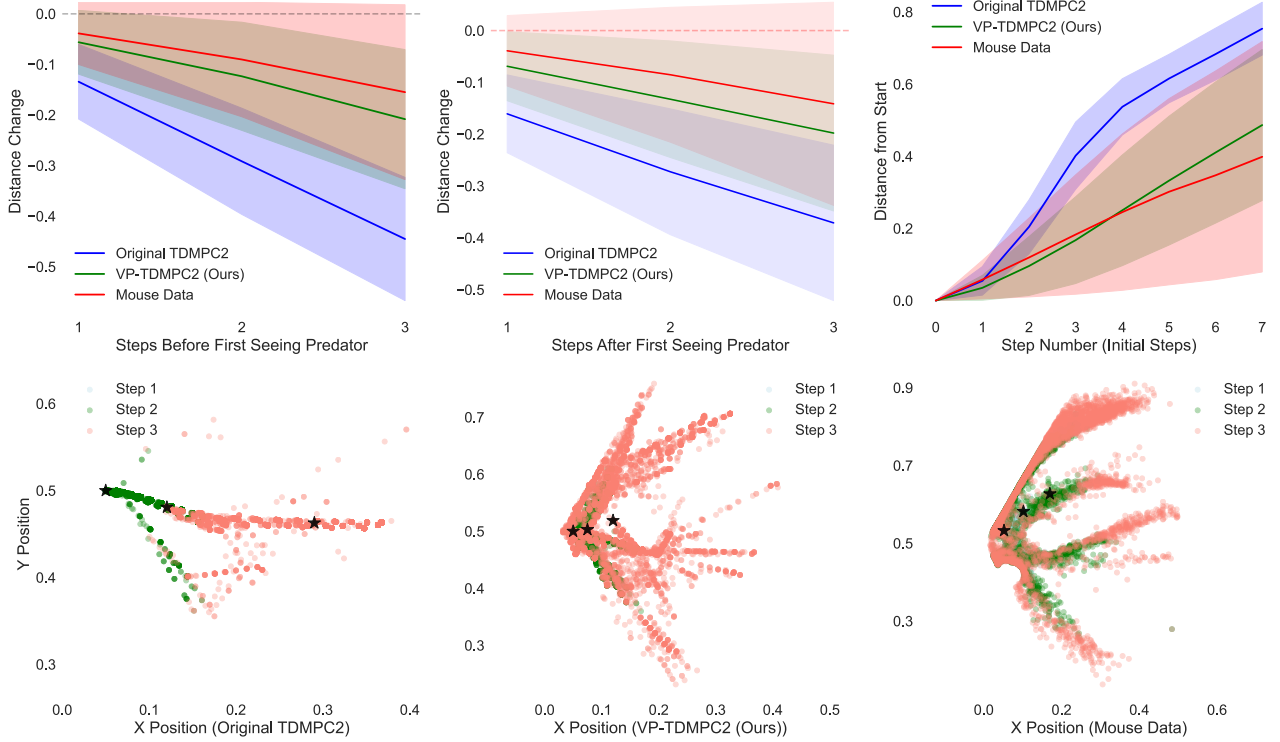 0.0
−0.1
−0.2
−0.3
−0.4
−0.5
Distance Change
Original TDMPC2
VP-TDMPC2 (Ours)
Mouse Data
1
2
3
Steps Before First Seeing Predator
0.0
−0.1
−0.2
−0.3
−0.4
−0.5
Distance Change
Original TDMPC2
VP-TDMPC2 (Ours)
Mouse Data
1
2
3
Steps After First Seeing Predator
0.8
0.6
0.4
0.2
0.0
Distance from Start
Original TDMPC2
VP-TDMPC2 (Ours)
Mouse Data
0
1
2
3
4
5
6
7
Step Number (Initial Steps)
0.6
0.5
0.4
0.3
Y Position
Step 1
Step 2
Step 3
0.0
0.1
0.2
0.3
0.4
X Position (Original TDMPC2)
0.7
0.6
0.5
0.4
0.3
Step 1
Step 2
Step 3
0.0
0.1
0.2
0.3
0.4
0.5
X Position (VP-TDMPC2 (Ours))
0.9
0.7
0.5
0.3
Step 1
Step 2
Step 3
0.0
0.2
0.4
0.6
X Position (Mouse Data)